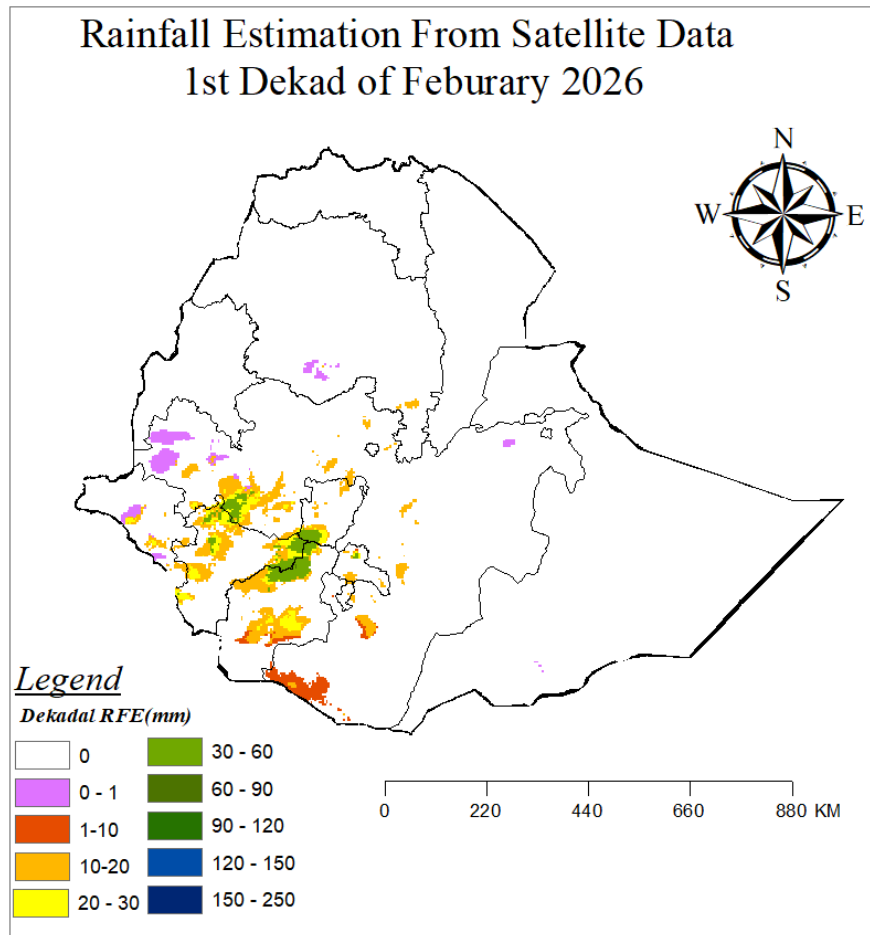 Rainfall Estimation From Satellite Data
1st Dekad of Feburary 2026
N
W
E
S
Legend
Dekadal RFE(mm)
0
0 - 1
1-10
10-20
20 - 30
30 - 60
60 - 90
90 - 120
120 - 150
150 - 250
0 220 440 660 880 KM